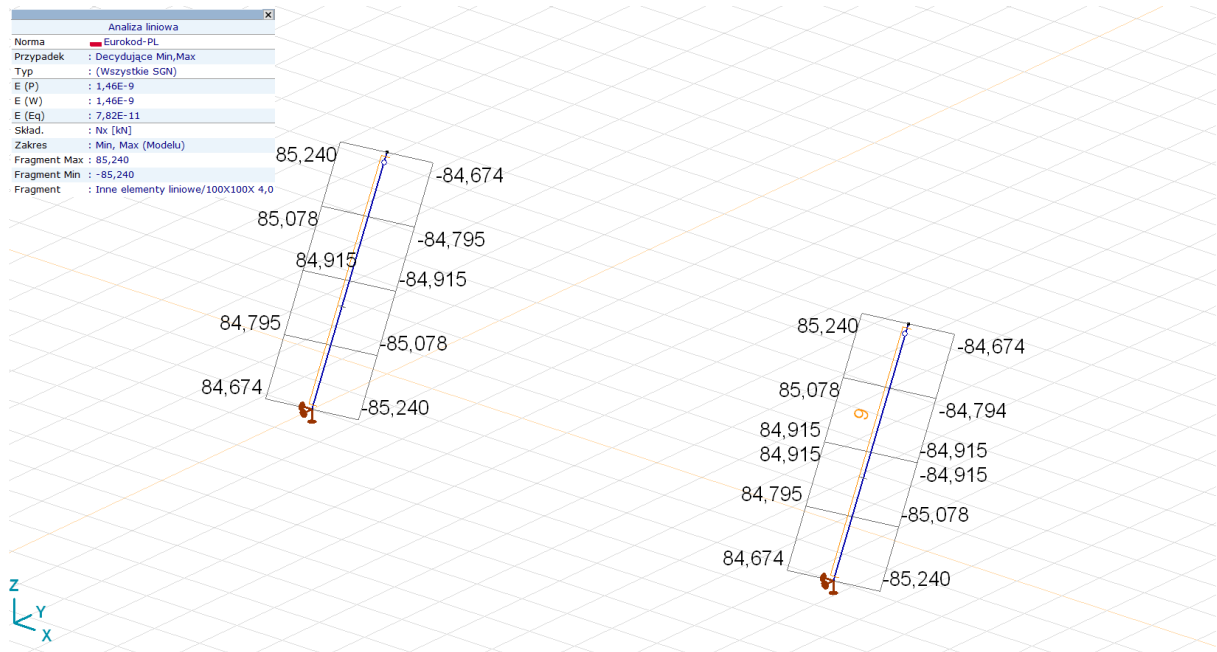 Analiza liniowa
Norma Eurokod-PL
Przypadek : Decydujące Min,Max
Typ : (Wszystkie SGN)
E (P) : 1,46E-9
E (W) : 1,46E-9
E (Eq) : 7,82E-11
Skład. : Nx [kN]
Zakres : Min, Max (Modelu)
Fragment Max : 85,240
Fragment Min : -85,240
Fragment : Inne elementy liniowe/100X100X 4,0
85,240
-84,674
85,078
-84,795
84,915
-84,915
84,795
-85,078
84,674
-85,240
85,240
-84,674
85,078
-84,794
9
84,915
-84,915
84,915
-84,915
84,795
-85,078
84,674
-85,240
Z
Y
X